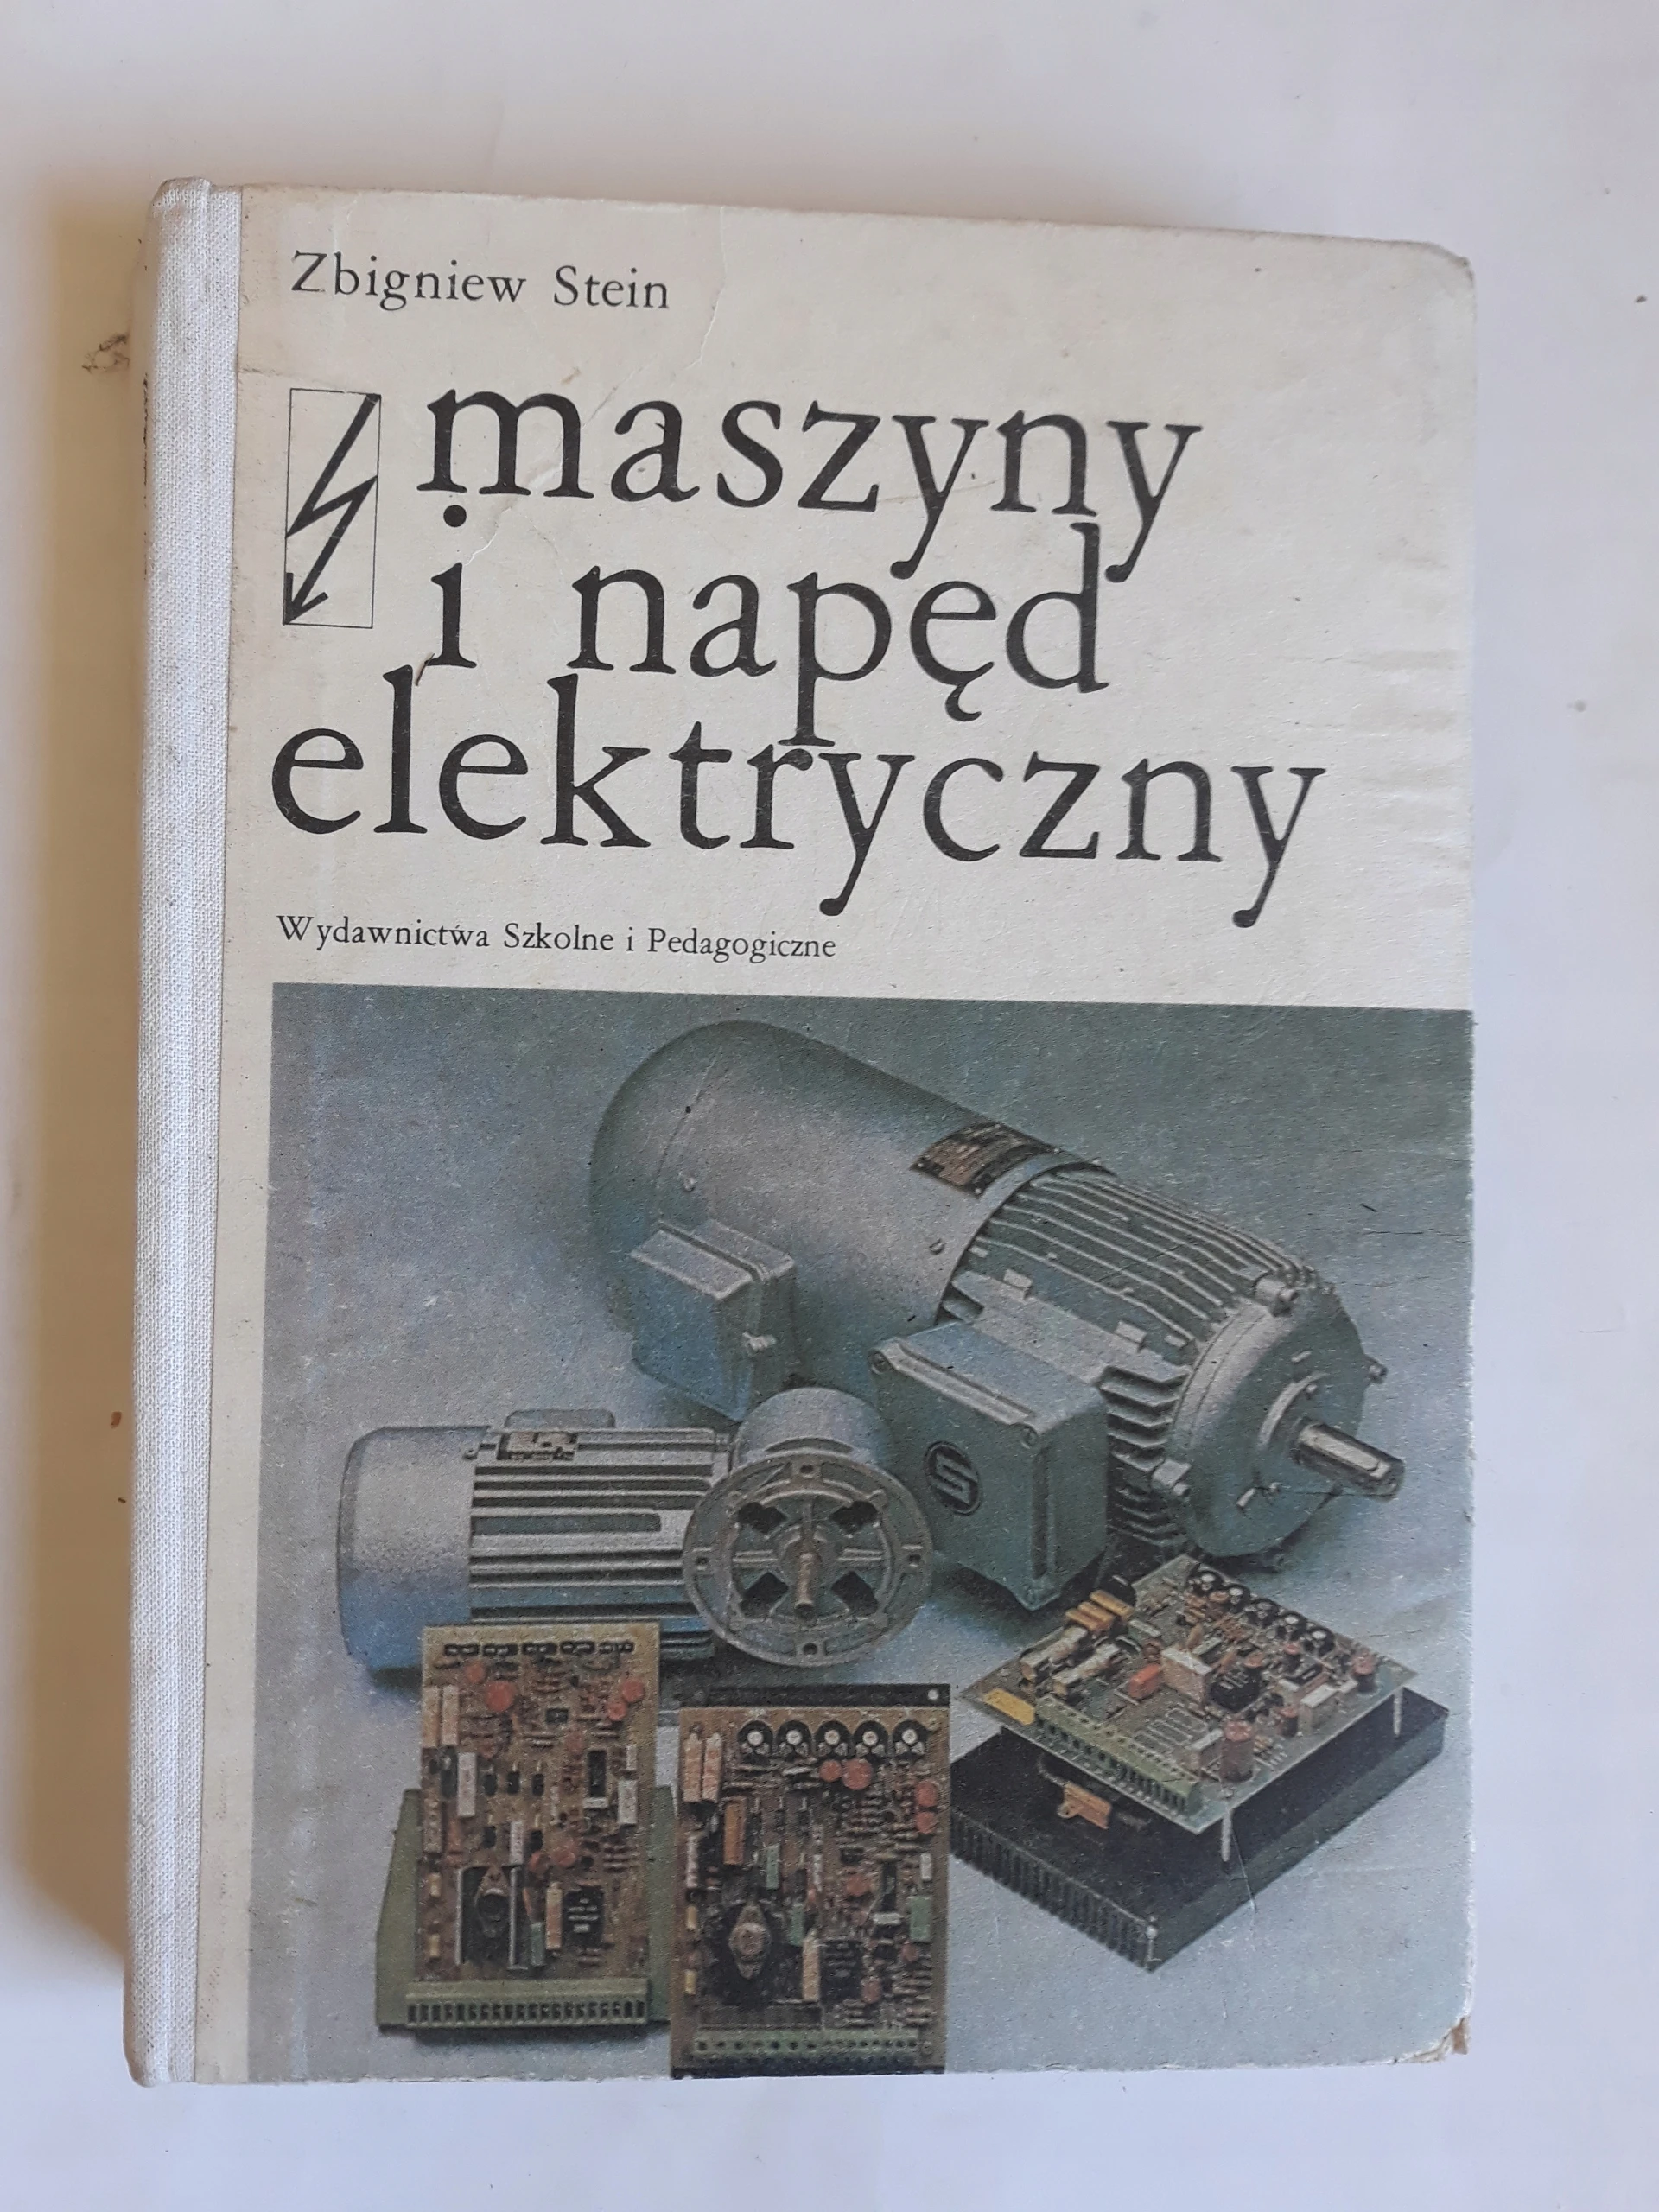 Zbigniew Stein
maszyny
i napęd
elektryczny
Wydawnictwa Szkolne i Pedagogiczne
S